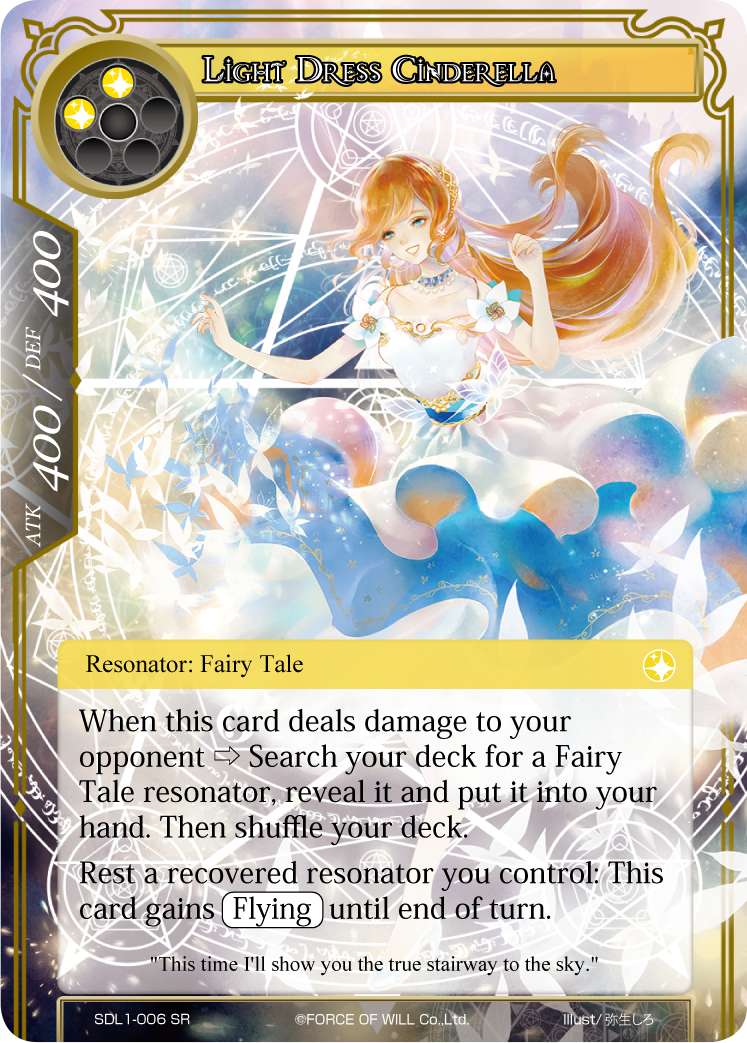 Light Dress Cinderella
ATK 400 / DEF 400
Resonator: Fairy Tale
When this card deals damage to your
opponent ⇨ Search your deck for a Fairy
Tale resonator, reveal it and put it into your
hand. Then shuffle your deck.
Rest a recovered resonator you control: This
card gains Flying until end of turn.
"This time I'll show you the true stairway to the sky."
SDL1-006 SR
©FORCE OF WILL Co.,Ltd.
Illust/弥生しろ